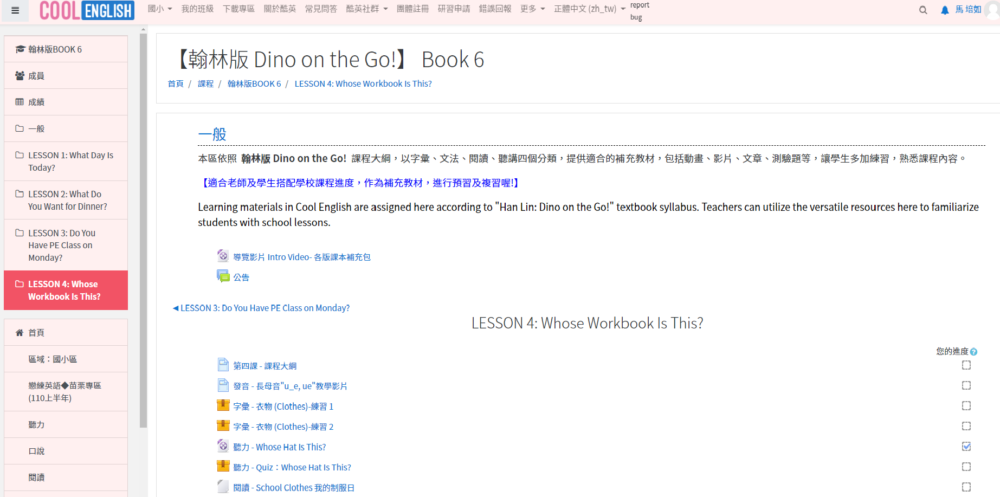 COOL ENGLISH
國小
我的班級
下載專區
關於酷英
常見問答
酷英社群
團體註冊
研習申請
錯誤回報
更多
正體中文 (zh_tw)
report
bug
馬 培如
翰林版BOOK 6
成員
成績
一般
LESSON 1: What Day Is
Today?
LESSON 2: What Do
You Want for Dinner?
LESSON 3: Do You
Have PE Class on
Monday?
LESSON 4: Whose
Workbook Is This?
首頁
區域：國小區
戀練英語◆苗栗專區
(110上半年)
聽力
口說
閱讀
【翰林版 Dino on the Go!】 Book 6
首頁 / 課程 / 翰林版BOOK 6 / LESSON 4: Whose Workbook Is This?
一般
本區依照 翰林版 Dino on the Go! 課程大綱，以字彙、文法、閱讀、聽講四個分類，提供適合的補充教材，包括動畫、影片、文章、測驗題等，讓學生多加練習，熟悉課程內容。
【適合老師及學生搭配學校課程進度，作為補充教材，進行預習及複習喔!】
Learning materials in Cool English are assigned here according to "Han Lin: Dino on the Go!" textbook syllabus. Teachers can utilize the versatile resources here to familiarize
students with school lessons.
導覽影片 Intro Video- 各版課本補充包
公告
◀ LESSON 3: Do You Have PE Class on Monday?
LESSON 4: Whose Workbook Is This?
您的進度
第四課 - 課程大綱
發音 - 長母音"u_e, ue"教學影片
字彙 - 衣物 (Clothes)-練習 1
字彙 - 衣物 (Clothes)-練習 2
聽力 - Whose Hat Is This?
聽力 - Quiz：Whose Hat Is This?
閱讀 - School Clothes 我的制服日